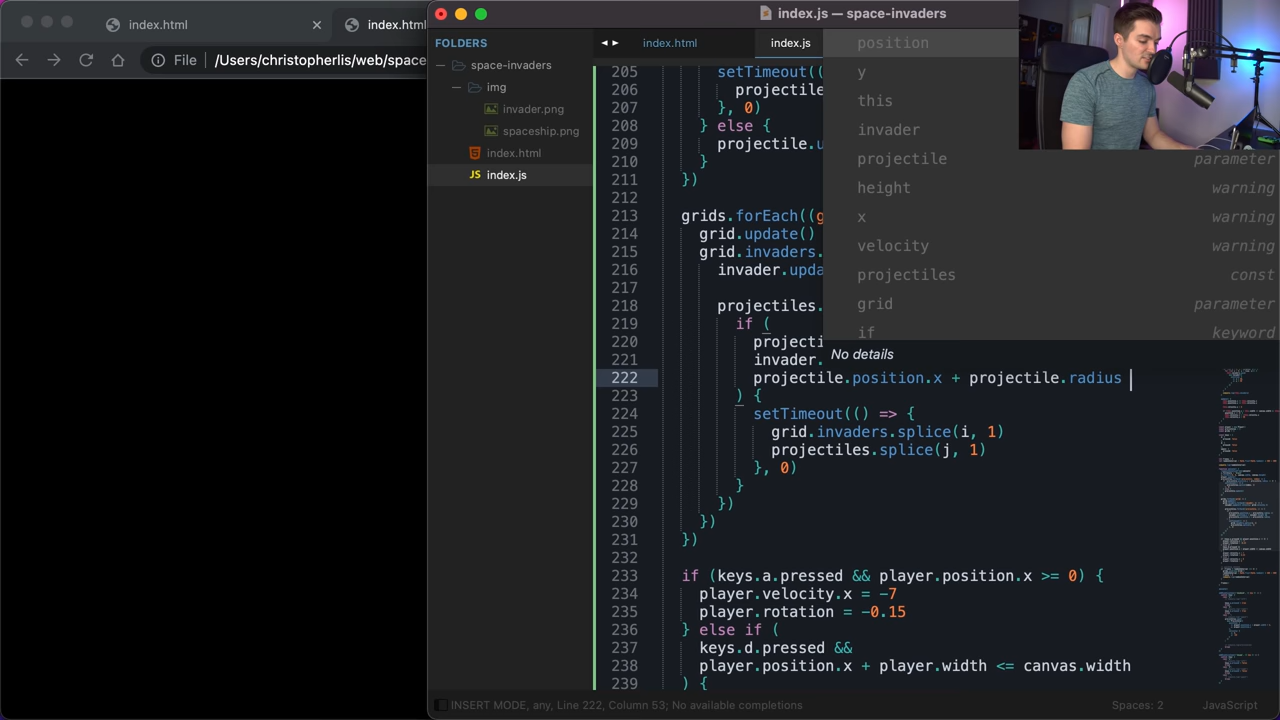 index.html
index.html
File
/Users/christopherlis/web/space
index.js — space-invaders
FOLDERS
space-invaders
img
invader.png
spaceship.png
index.html
JS index.js
index.html
index.js
205 setTimeout((
206 projectile
207 }, 0)
208 } else {
209 projectile.u
210 }
211 })
212
213 grids.forEach((g
214 grid.update()
215 grid.invaders.
216 invader.upda
217
218 projectiles.
219 if (
220 projecti
221 invader.
222 projectile.position.x + projectile.radius
223 ) {
224 setTimeout(() => {
225 grid.invaders.splice(i, 1)
226 projectiles.splice(j, 1)
227 }, 0)
228 }
229 })
230 })
231 })
232
233 if (keys.a.pressed && player.position.x >= 0) {
234 player.velocity.x = -7
235 player.rotation = -0.15
236 } else if (
237 keys.d.pressed &&
238 player.position.x + player.width <= canvas.width
239 ) {
position
y
this
invader
projectile parameter
height warning
x warning
velocity warning
projectiles const
grid parameter
if keyword
No details
INSERT MODE, any, Line 222, Column 53; No available completions
Spaces: 2
JavaScript